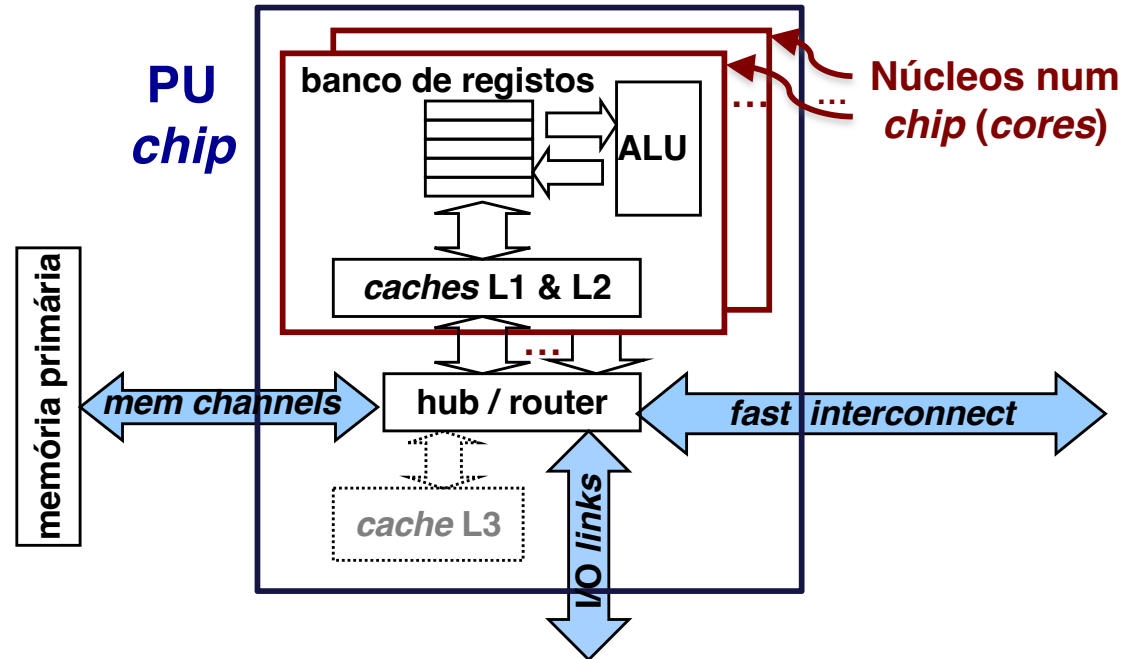 PU
chip
banco de registos
ALU
...
...
Núcleos num
chip (cores)
caches L1 & L2
...
memória primária
mem channels
hub / router
fast interconnect
cache L3
I/O links